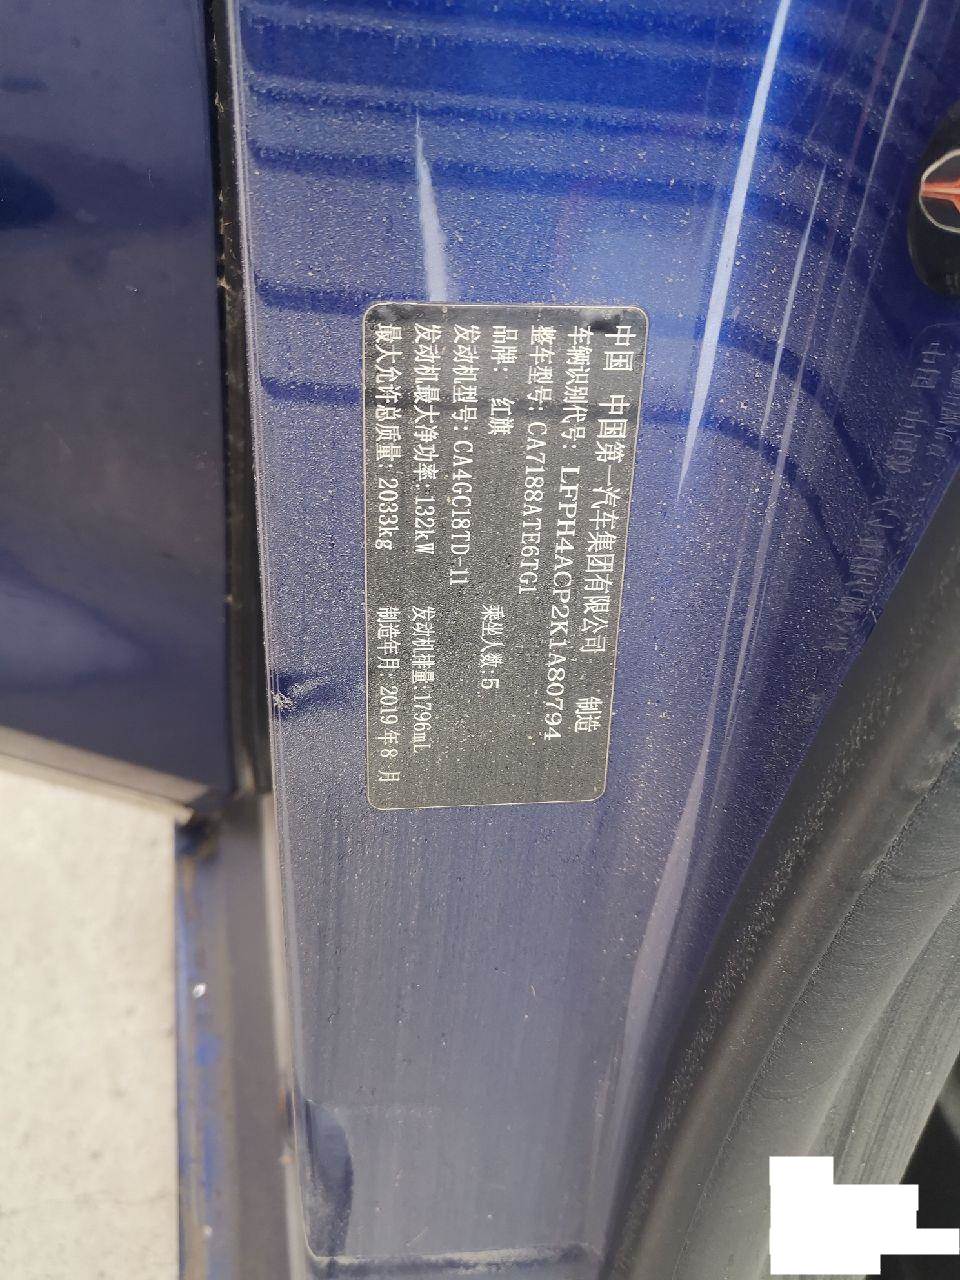 中国 中国第一汽车集团有限公司 制造
车辆识别代号: LFPH4ACP2K1A80794
整车型号: CA7188ATE6TG1
品牌: 红旗 乘坐人数:5
发动机型号: CA4GC18TD-11
发动机最大净功率: 132kW 发动机排量:1796mL
最大允许总质量: 2033kg 制造年月: 2019年8月